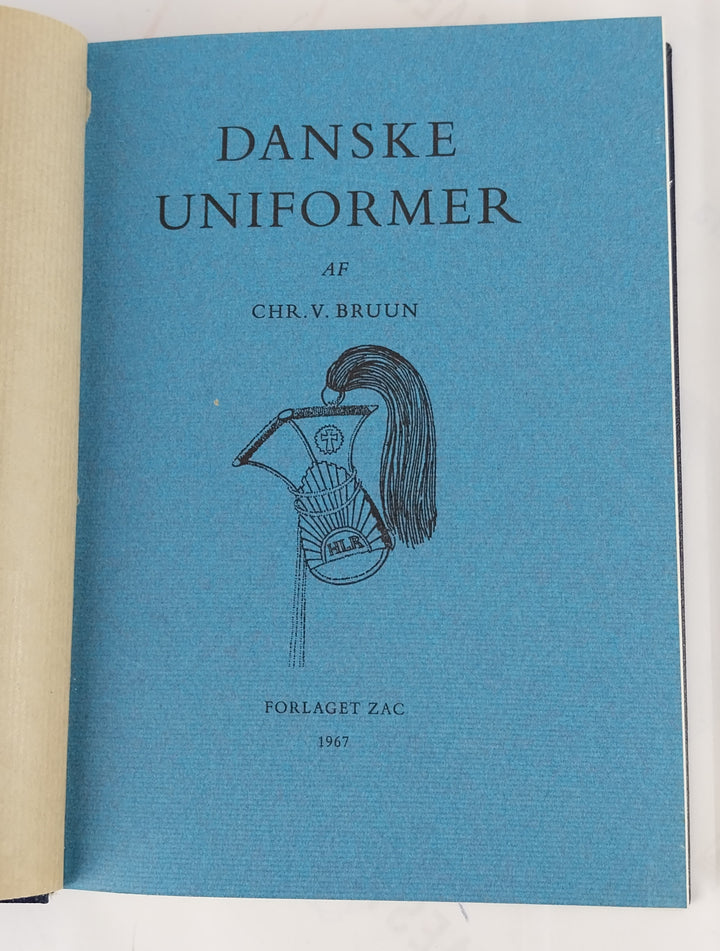 DANSKE
UNIFORMER
AF
CHR. V. BRUUN
HLR
FORLAGET ZAC
1967